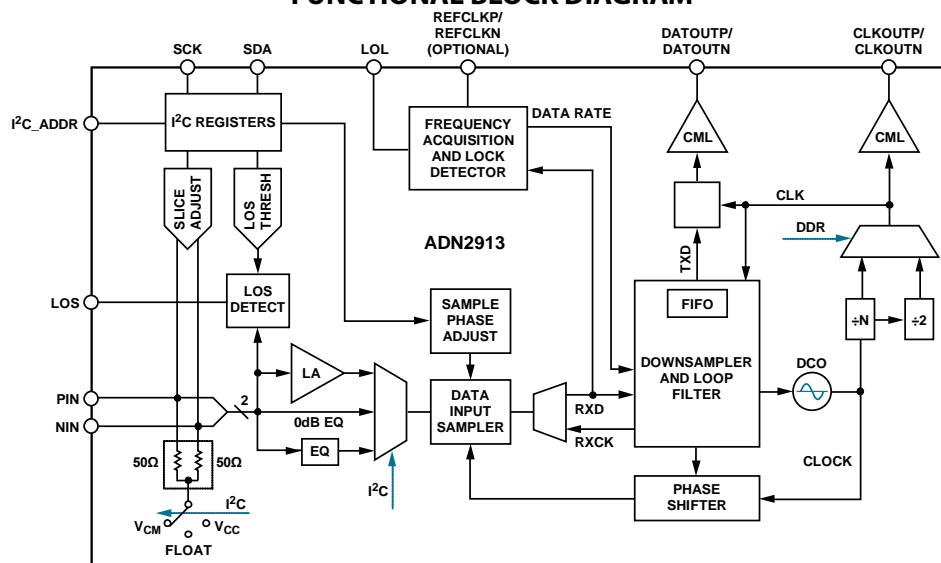 FUNCTIONAL BLOCK DIAGRAM
REFCLKP/
REFCLKN
(OPTIONAL)
SCK
SDA
LOL
DATOUTP/
DATOUTN
CLKOUTP/
CLKOUTN
I²C_ADDR
I²C REGISTERS
FREQUENCY
ACQUISITION
AND LOCK
DETECTOR
DATA RATE
CML
CML
SLICE
ADJUST
LOS
THRESH
CLK
DDR
ADN2913
TXD
LOS
LOS
DETECT
SAMPLE
PHASE
ADJUST
FIFO
DOWNSAMPLER
AND LOOP
FILTER
÷N
÷2
DCO
LA
PIN
NIN
2
0dB EQ
EQ
DATA
INPUT
SAMPLER
RXD
RXCK
50Ω
50Ω
I²C
I²C
CLOCK
PHASE
SHIFTER
VCM
VCC
FLOAT